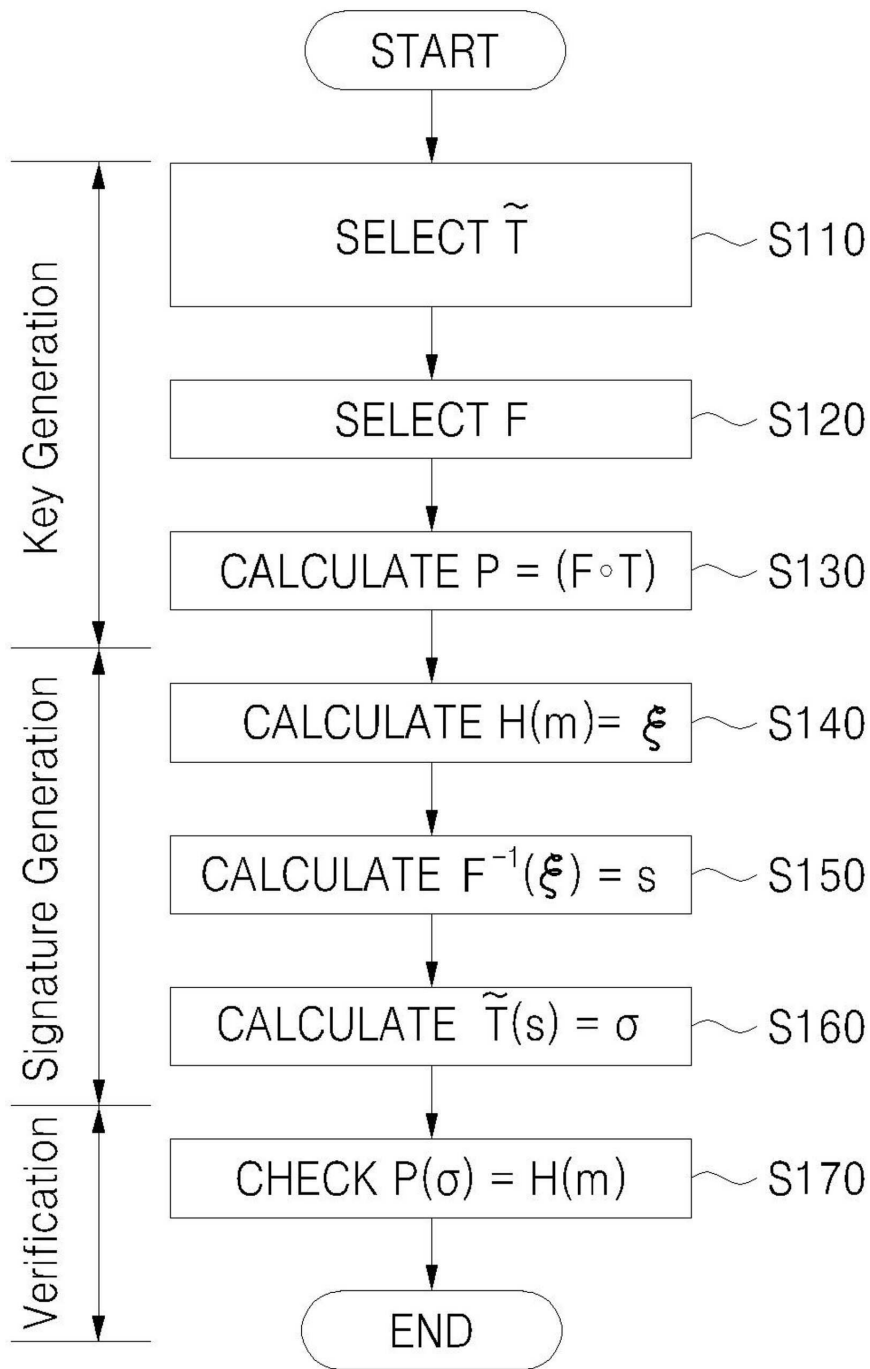 START
Key Generation
SELECT T̃
S110
SELECT F
S120
CALCULATE P = (F∘T)
S130
Signature Generation
CALCULATE H(m)= ξ
S140
CALCULATE F⁻¹(ξ) = s
S150
CALCULATE T̃(s) = σ
S160
Verification
CHECK P(σ) = H(m)
S170
END